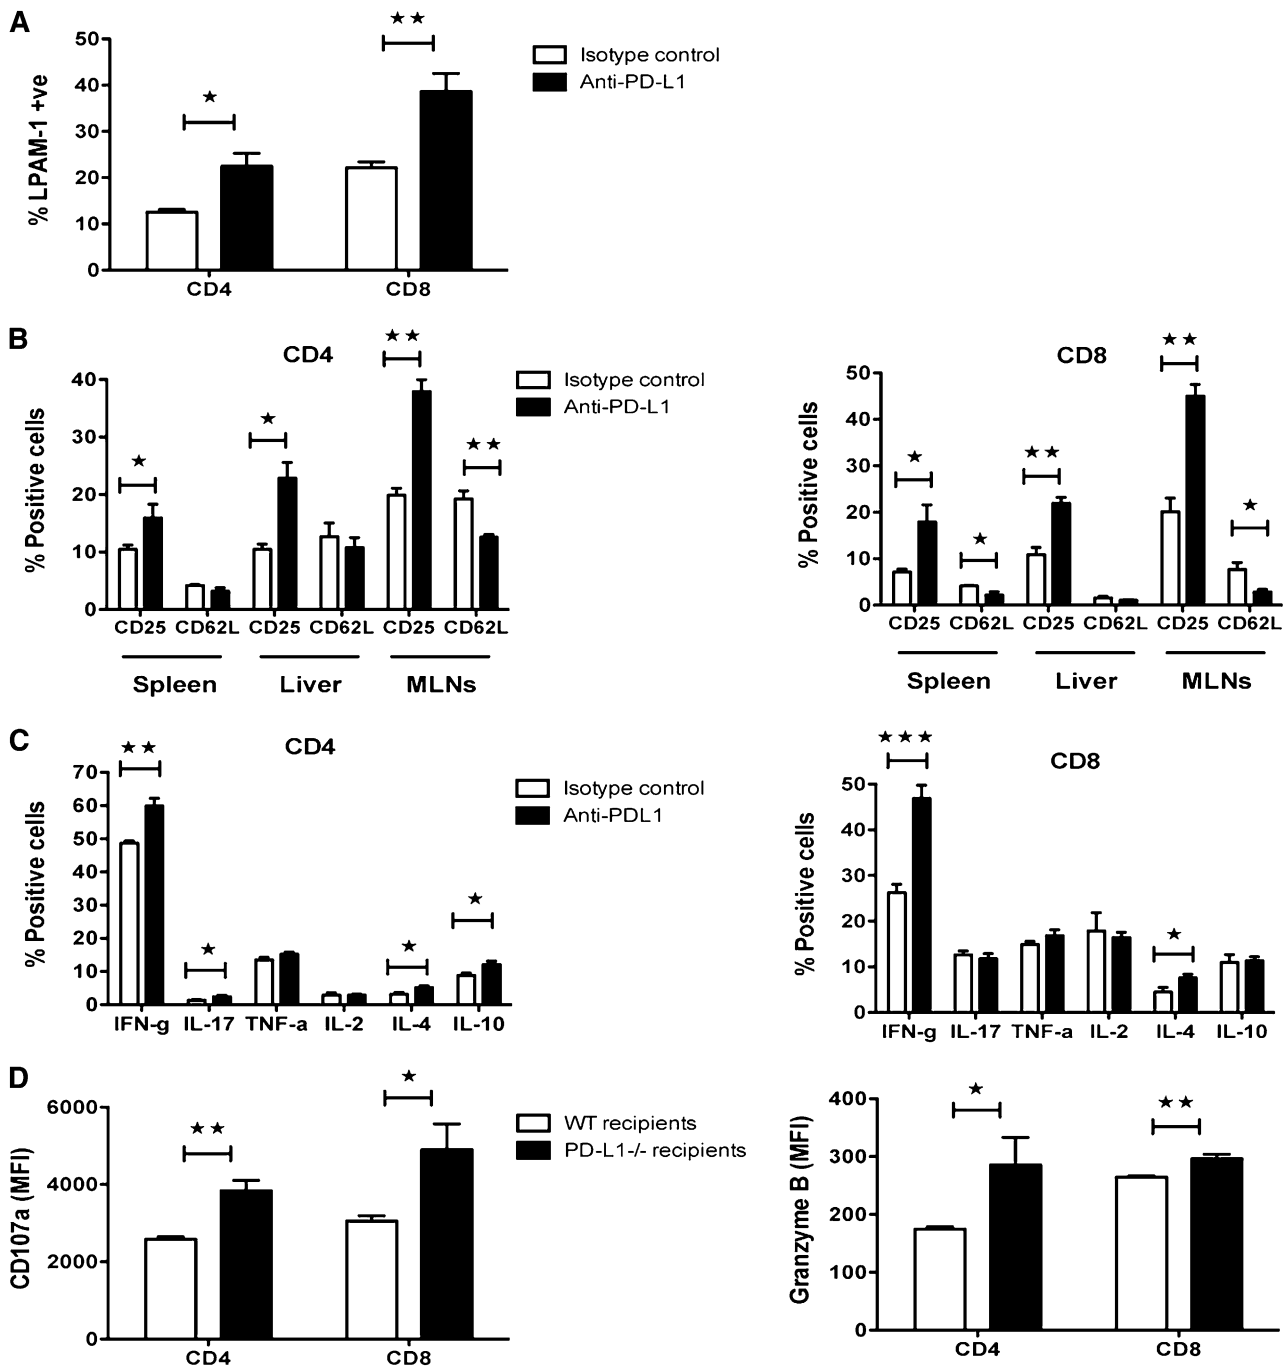 A
★ ★
50
40
30
20
10
0
% LPAM-1 +ve
★
CD4
CD8
Isotype control
Anti-PD-L1
B
CD4
★ ★
40
30
20
10
0
% Positive cells
★
★
★ ★
CD25 CD62L CD25 CD62L CD25 CD62L
Spleen Liver MLNs
Isotype control
Anti-PD-L1
CD8
★ ★
50
40
30
20
10
0
% Positive cells
★
★
★ ★
★
CD25 CD62L CD25 CD62L CD25 CD62L
Spleen Liver MLNs
C
CD4
★ ★
70
60
50
40
30
20
10
0
% Positive cells
★
★
★
IFN-g IL-17 TNF-a IL-2 IL-4 IL-10
Isotype control
Anti-PDL1
CD8
★ ★ ★
50
40
30
20
10
0
% Positive cells
★
IFN-g IL-17 TNF-a IL-2 IL-4 IL-10
D
6000
4000
2000
0
CD107a (MFI)
★ ★
★
CD4
CD8
WT recipients
PD-L1-/- recipients
400
300
200
100
0
Granzyme B (MFI)
★
★ ★
CD4
CD8